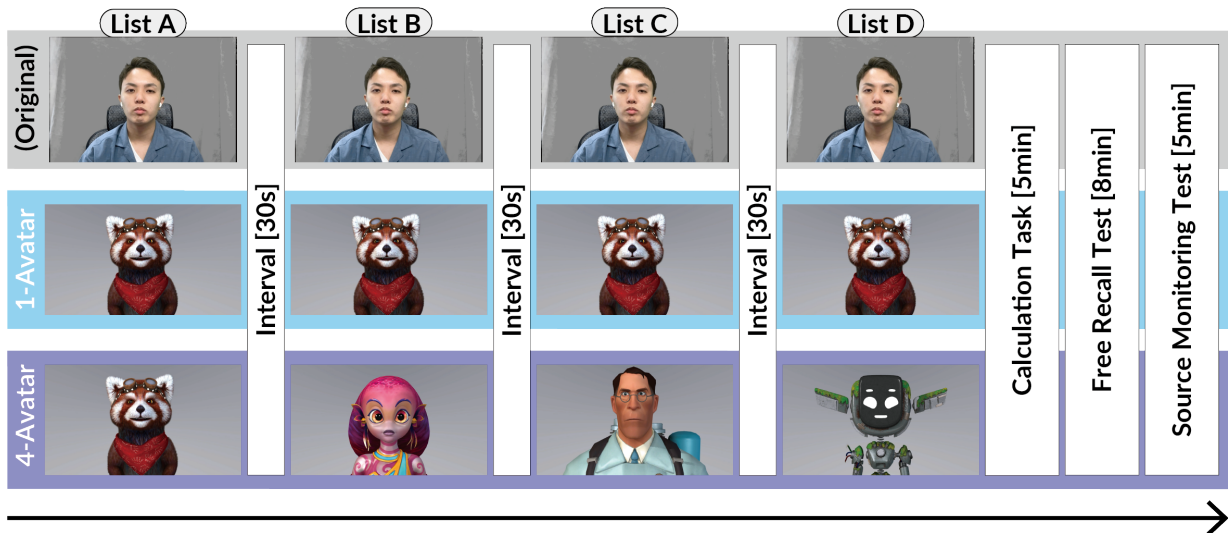 List A
List B
List C
List D
(Original)
1-Avatar
4-Avatar
Interval [30s]
Interval [30s]
Interval [30s]
Calculation Task [5min]
Free Recall Test [8min]
Source Monitoring Test [5min]